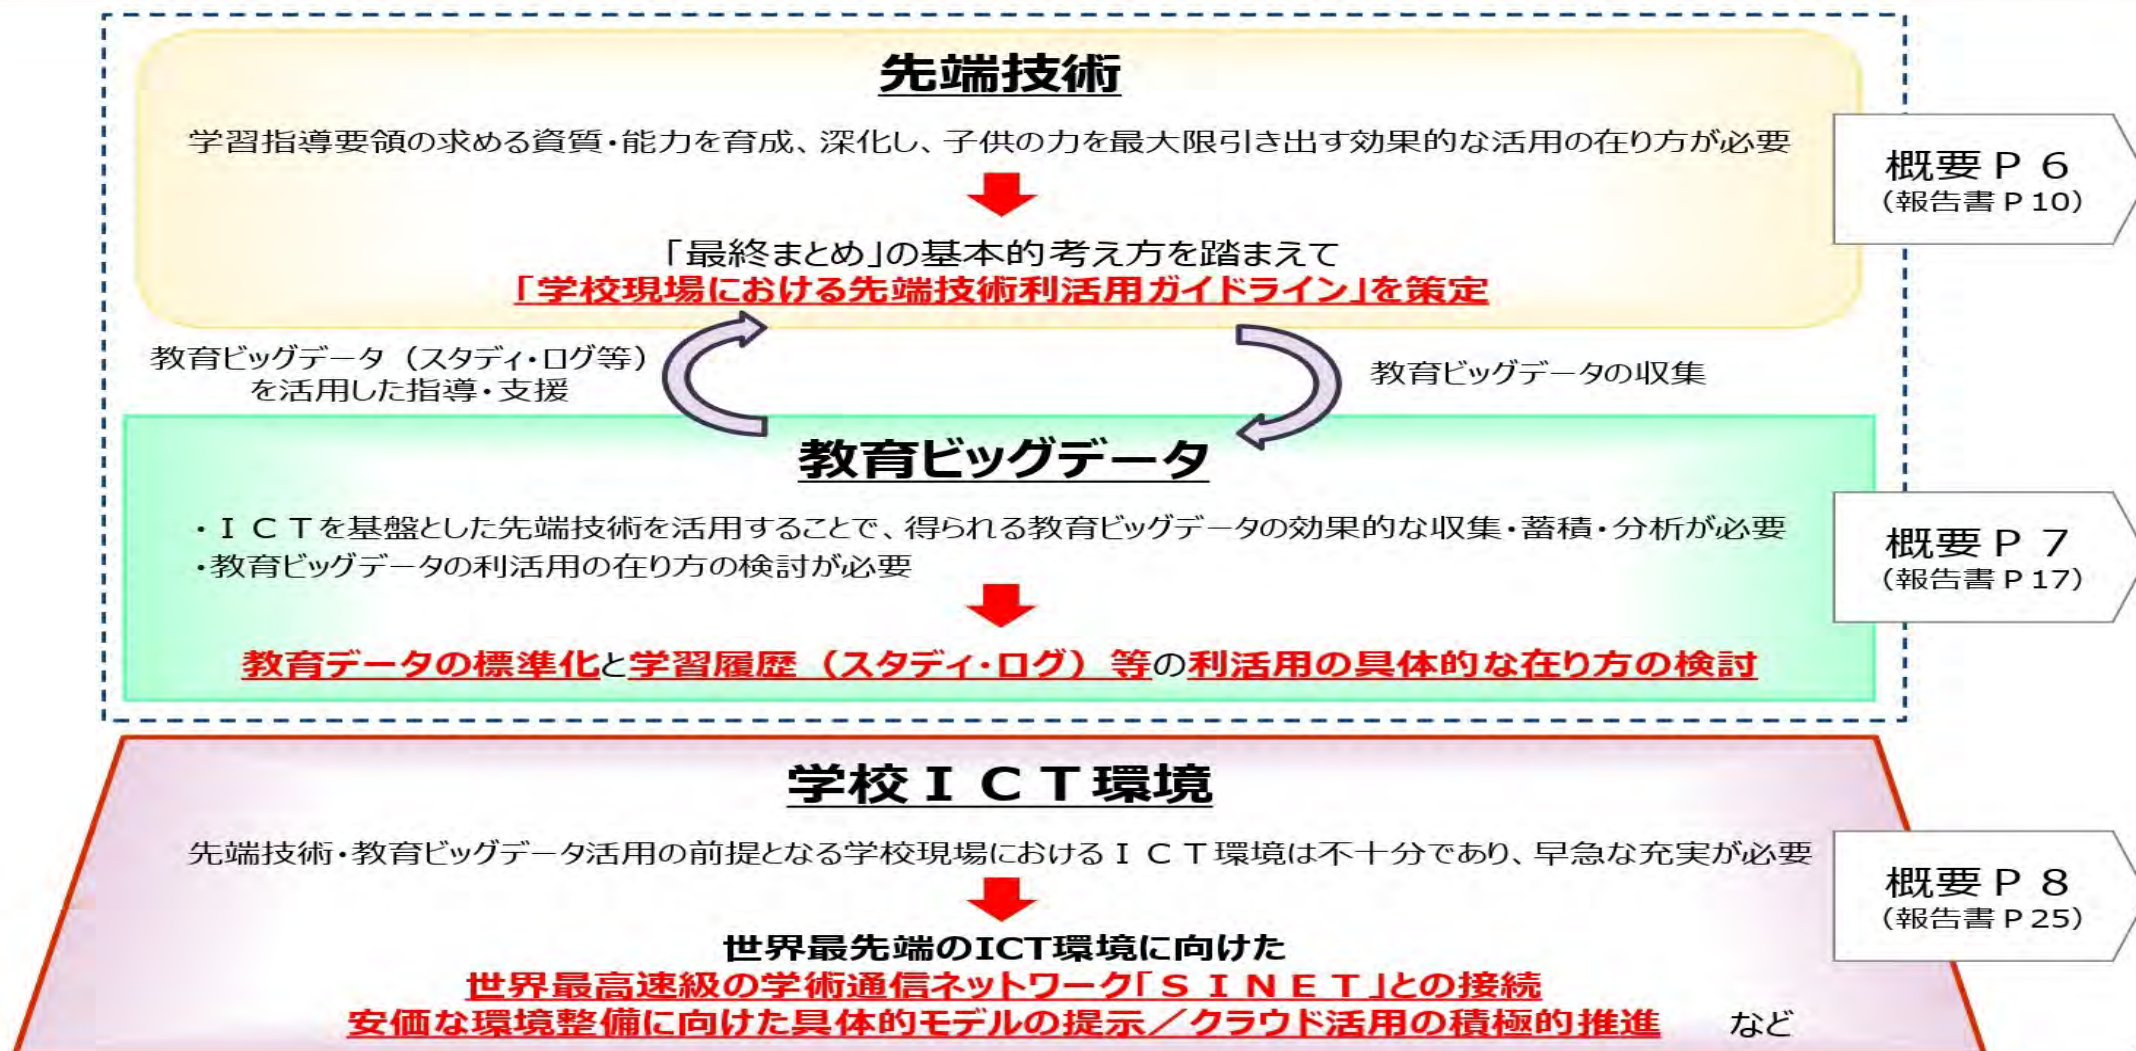 先端技術
学習指導要領の求める資質・能力を育成、深化し、子供の力を最大限引き出す効果的な活用の在り方が必要
概要Ｐ６
（報告書Ｐ10）
「最終まとめ」の基本的考え方を踏まえて
「学校現場における先端技術利活用ガイドライン」を策定
教育ビッグデータ（スタディ・ログ等）
を活用した指導・支援
教育ビッグデータの収集
教育ビッグデータ
・ＩＣＴを基盤とした先端技術を活用することで、得られる教育ビッグデータの効果的な収集・蓄積・分析が必要
・教育ビッグデータの利活用の在り方の検討が必要
概要Ｐ７
（報告書Ｐ17）
教育データの標準化と学習履歴（スタディ・ログ）等の利活用の具体的な在り方の検討
学校ＩＣＴ環境
先端技術・教育ビッグデータ活用の前提となる学校現場におけるＩＣＴ環境は不十分であり、早急な充実が必要
概要Ｐ８
（報告書Ｐ25）
世界最先端のICT環境に向けた
世界最高速級の学術通信ネットワーク「ＳＩＮＥＴ」との接続
安価な環境整備に向けた具体的モデルの提示／クラウド活用の積極的推進　など